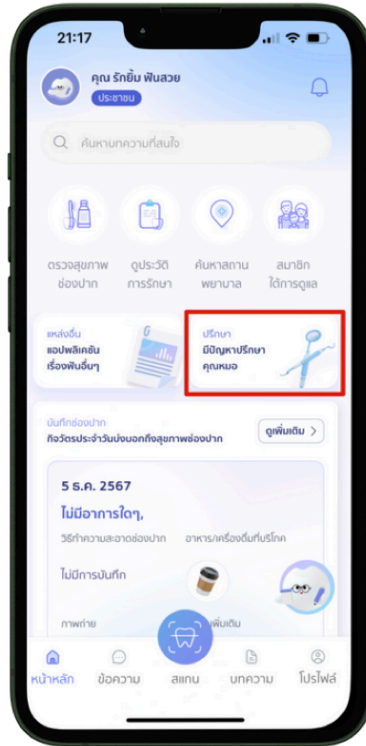 21:17
คุณ รักยิ้ม ฟันสวย
ประชาชน
ค้นหาบทความที่สนใจ
ตรวจสุขภาพ
ช่องปาก
ดูประวัติ
การรักษา
ค้นหาสถาน
พยาบาล
สมาชิก
ใต้การดูแล
แหล่งอื่น
แอปพลิเคชัน
เรื่องฟันอื่นๆ
ปรึกษา
มีปัญหาปรึกษา
คุณหมอ
บันทึกช่องปาก
กิจวัตรประจำวันบ่งบอกถึงสุขภาพช่องปาก
ดูเพิ่มเติม >
5 ธ.ค. 2567
ไม่มีอาการใดๆ,
วิธีทำความสะอาดช่องปาก
อาหาร/เครื่องดื่มที่บริโภค
ไม่มีการบันทึก
ภาพถ่าย
เพิ่มเติม
หน้าหลัก
ข้อความ
สแกน
บทความ
โปรไฟล์